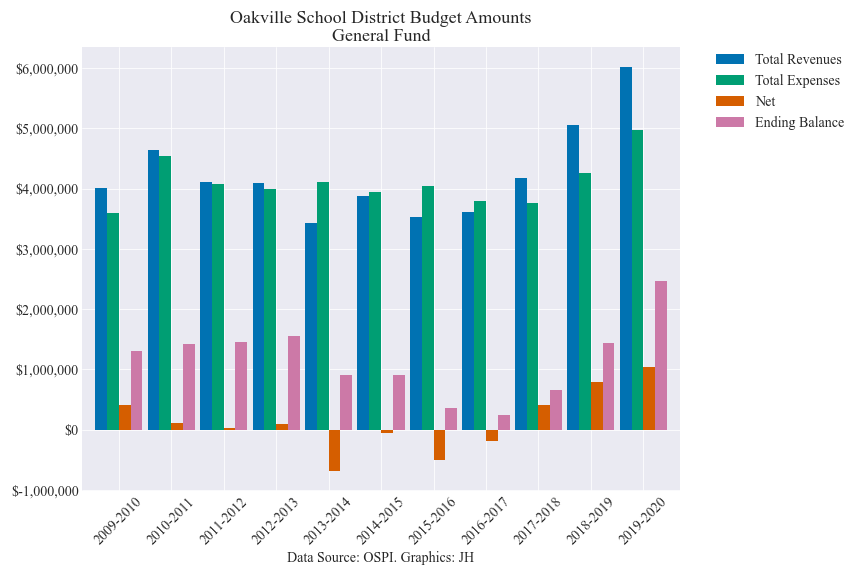 Oakville School District Budget Amounts
General Fund
Total Revenues
Total Expenses
Net
Ending Balance
$6,000,000
$5,000,000
$4,000,000
$3,000,000
$2,000,000
$1,000,000
$0
$-1,000,000
2009-2010
2010-2011
2011-2012
2012-2013
2013-2014
2014-2015
2015-2016
2016-2017
2017-2018
2018-2019
2019-2020
Data Source: OSPI. Graphics: JH